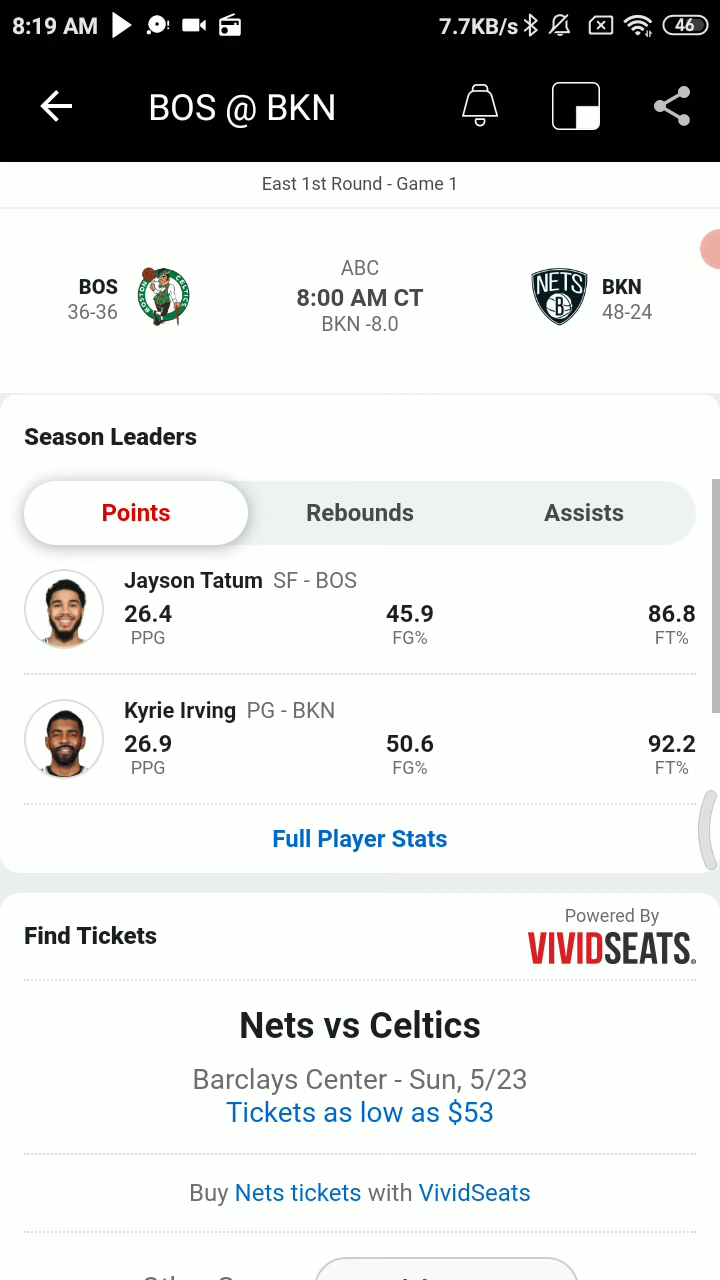 8:19 AM 7.7KB/s 46
BOS @ BKN
East 1st Round - Game 1
ABC
BOS 8:00 AM CT BKN
36-36 BKN -8.0 48-24
Season Leaders
Points Rebounds Assists
Jayson Tatum SF - BOS
26.4 45.9 86.8
PPG FG% FT%
Kyrie Irving PG - BKN
26.9 50.6 92.2
PPG FG% FT%
Full Player Stats
Powered By
Find Tickets VIVIDSEATS.
Nets vs Celtics
Barclays Center - Sun, 5/23
Tickets as low as $53
Buy Nets tickets with VividSeats